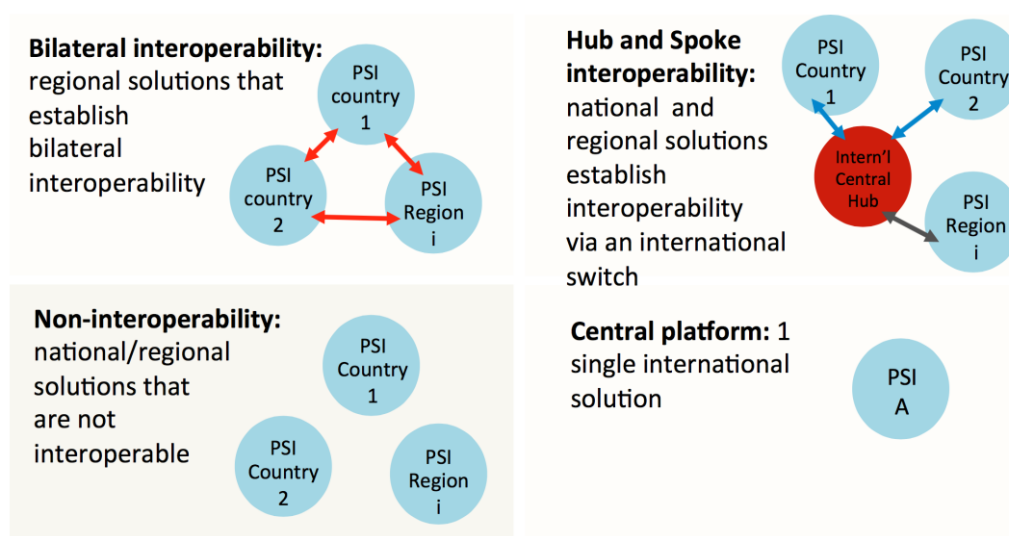 Bilateral interoperability:
regional solutions that
establish
bilateral
interoperability
PSI
country
1
PSI
country
2
PSI
Region
i
Hub and Spoke
interoperability:
national and
regional solutions
establish
interoperability
via an international
switch
PSI
Country
1
PSI
Country
2
Intern'l
Central
Hub
PSI
Region
i
Non-interoperability:
national/regional
solutions that
are not
interoperable
PSI
Country
1
PSI
Country
2
PSI
Region
i
Central platform: 1
single international
solution
PSI
A